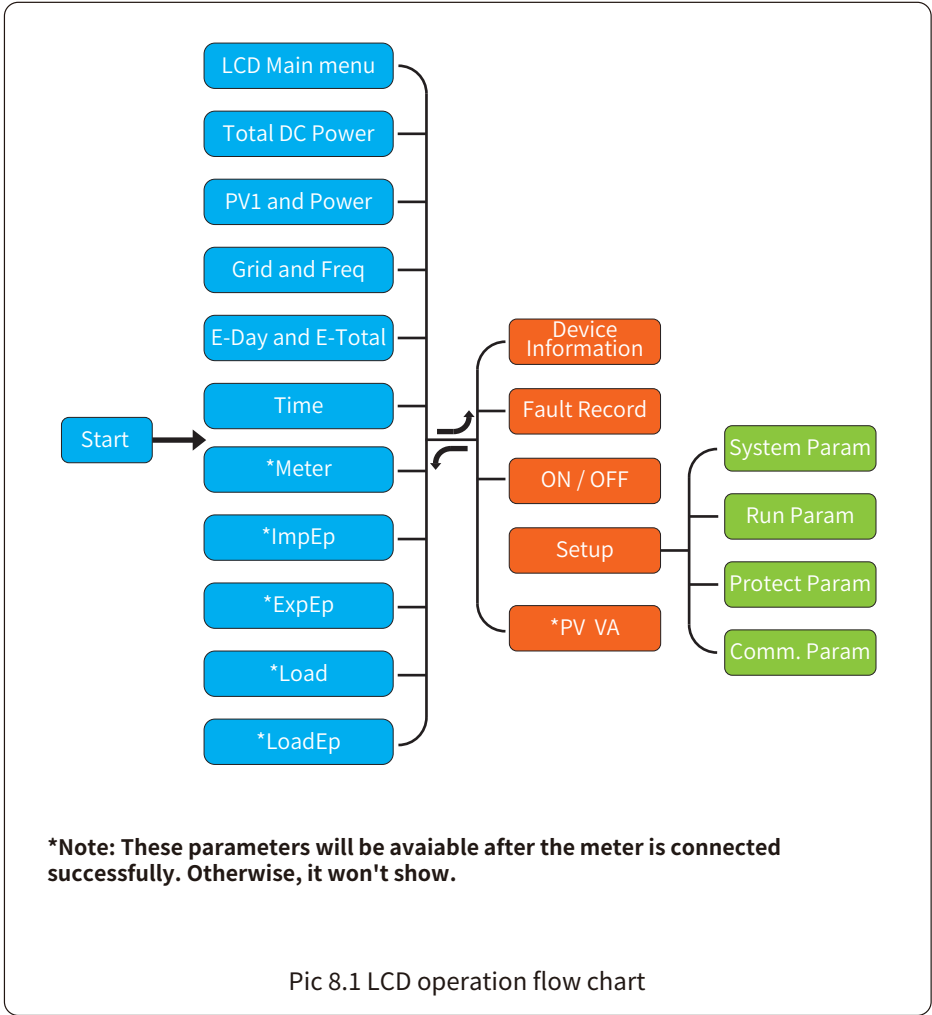 LCD Main menu
Total DC Power
PV1 and Power
Grid and Freq
E-Day and E-Total
Time
Start
*Meter
*ImpEp
*ExpEp
*Load
*LoadEp
Device
Information
Fault Record
ON / OFF
Setup
*PV VA
System Param
Run Param
Protect Param
Comm. Param
*Note: These parameters will be avaiable after the meter is connected
successfully. Otherwise, it won't show.
Pic 8.1 LCD operation flow chart